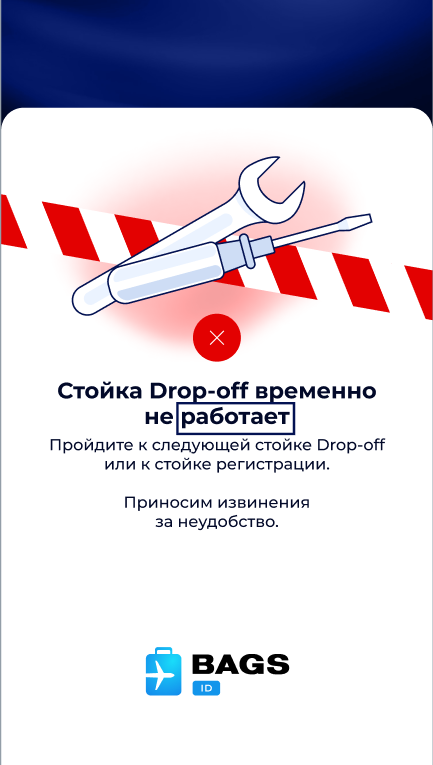 Стойка Drop-off временно
не работает
Пройдите к следующей стойке Drop-off
или к стойке регистрации.
Приносим извинения
за неудобство.
BAGS
ID